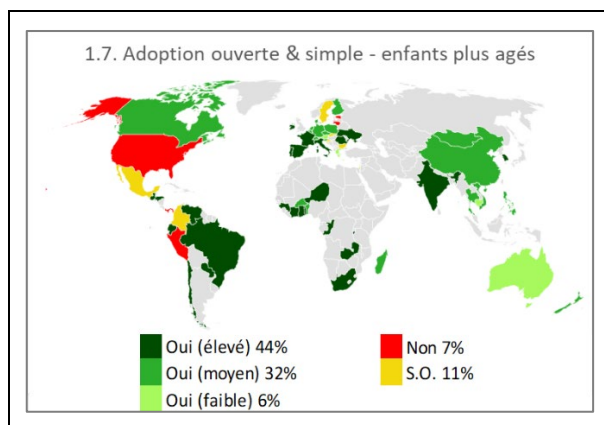 1.7. Adoption ouverte & simple - enfants plus agés
Oui (élevé) 44%
Oui (moyen) 32%
Oui (faible) 6%
Non 7%
S.O. 11%